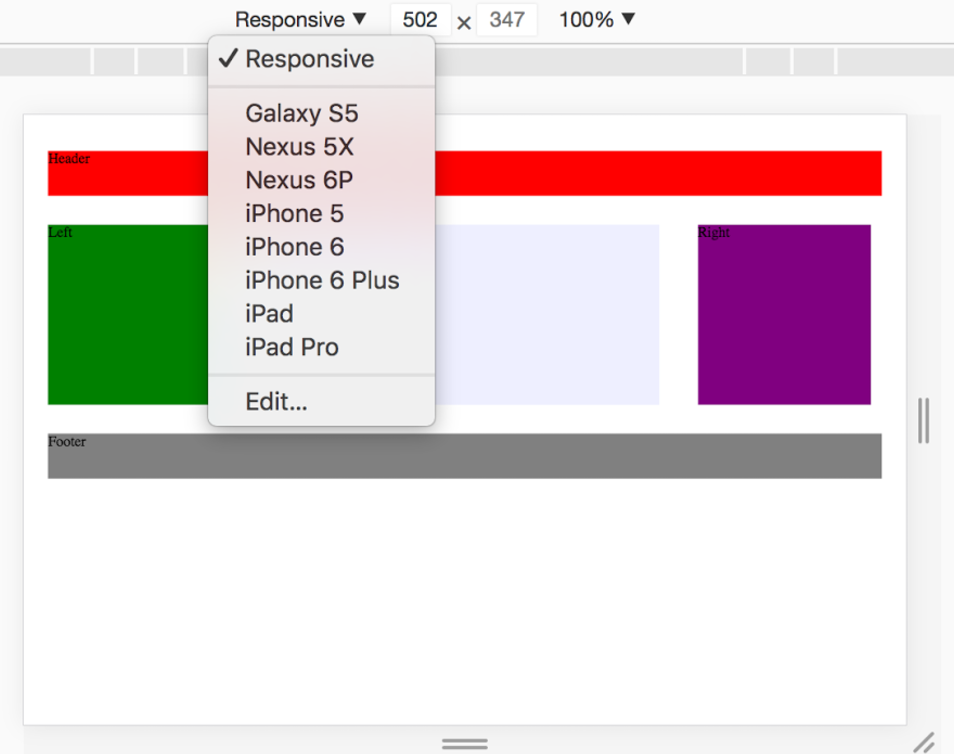 Responsive ▼ 502 × 347 100% ▼
✓ Responsive
Galaxy S5
Nexus 5X
Nexus 6P
iPhone 5
iPhone 6
iPhone 6 Plus
iPad
iPad Pro
Edit...
Header
Left
Right
Footer